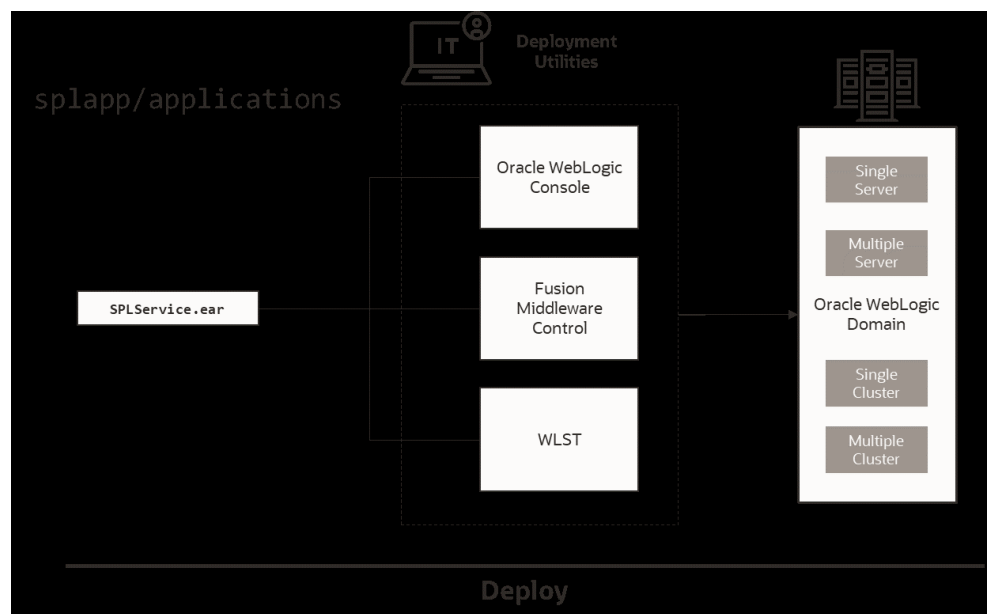 IT
Deployment
Utilities
splapp/applications
Oracle WebLogic
Console
Fusion
Middleware
Control
WLST
SPLService.ear
Single
Server
Multiple
Server
Oracle WebLogic
Domain
Single
Cluster
Multiple
Cluster
Deploy